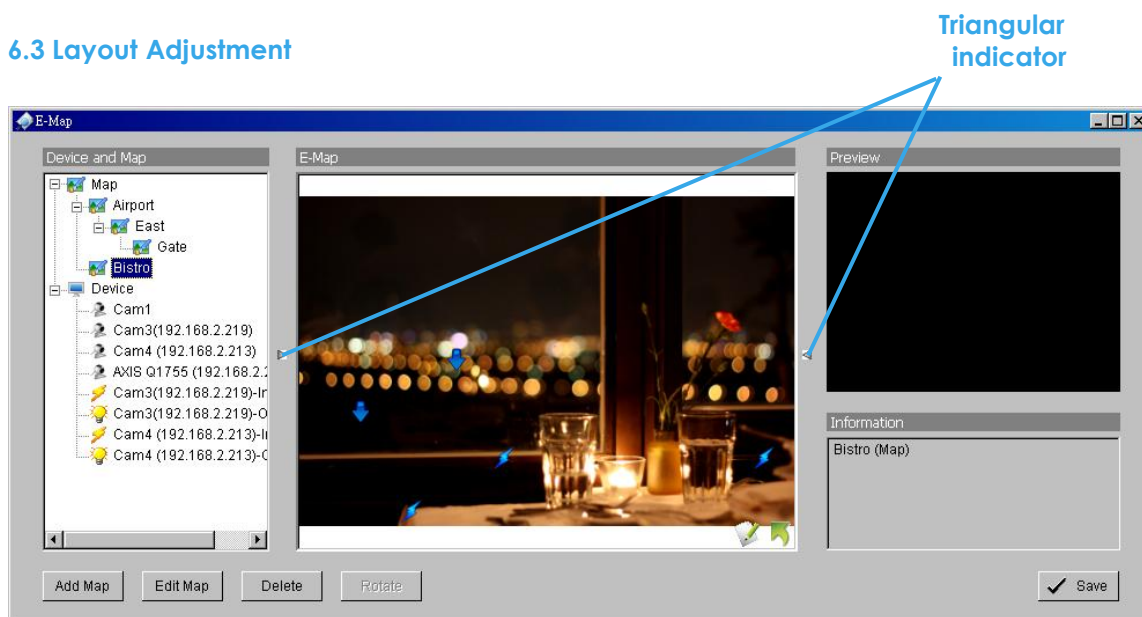 6.3 Layout Adjustment
Triangular
indicator
E-Map
Device and Map
Map
Airport
East
Gate
Bistro
Device
Cam1
Cam3(192.168.2.219)
Cam4 (192.168.2.213)
AXIS Q1755 (192.168.2.2
Cam3(192.168.2.219)-Ir
Cam3(192.168.2.219)-O
Cam4 (192.168.2.213)-I
Cam4 (192.168.2.213)-C
E-Map
Preview
Information
Bistro (Map)
Add Map
Edit Map
Delete
Rotate
Save